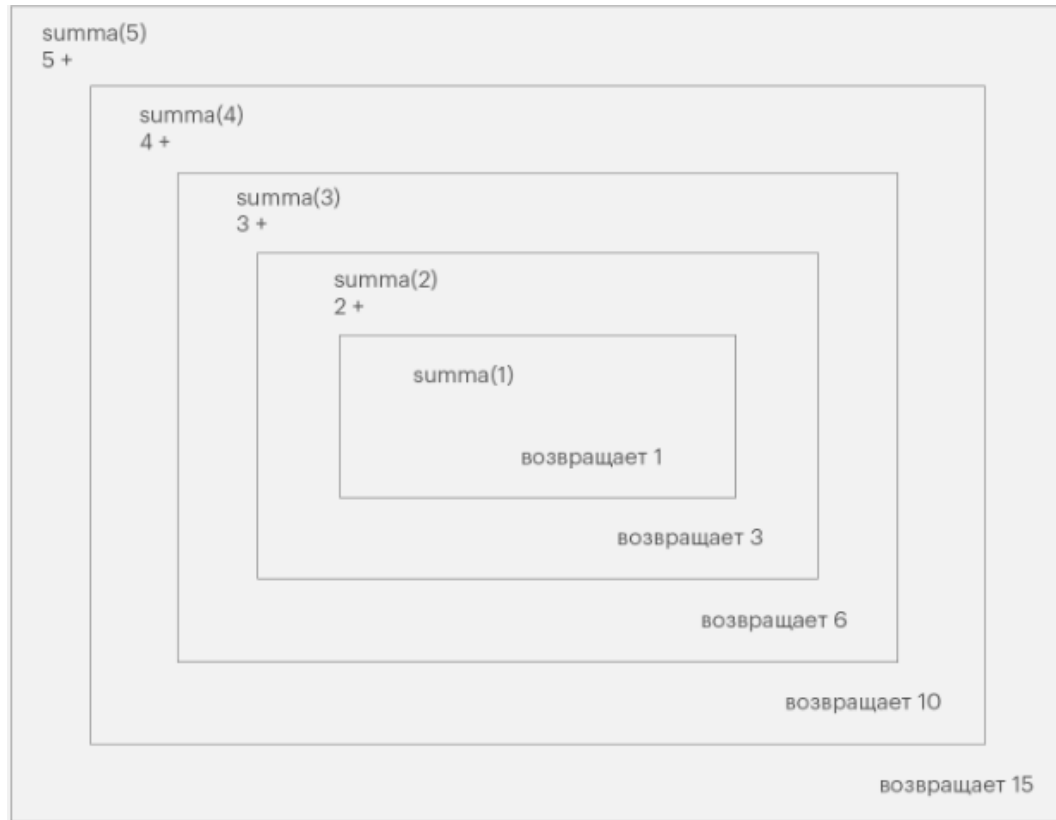 summa(5)
5 +
summa(4)
4 +
summa(3)
3 +
summa(2)
2 +
summa(1)
возвращает 1
возвращает 3
возвращает 6
возвращает 10
возвращает 15